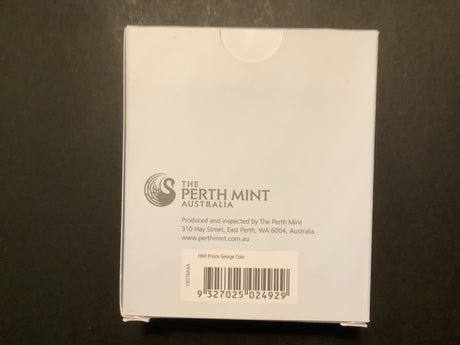 THE
PERTH MINT
AUSTRALIA
Produced and inspected by The Perth Mint
310 Hay Street, East Perth, WA 6004, Australia
www.perthmint.com.au
HRH Prince George Coin
13S16AAA
9 327025 024929